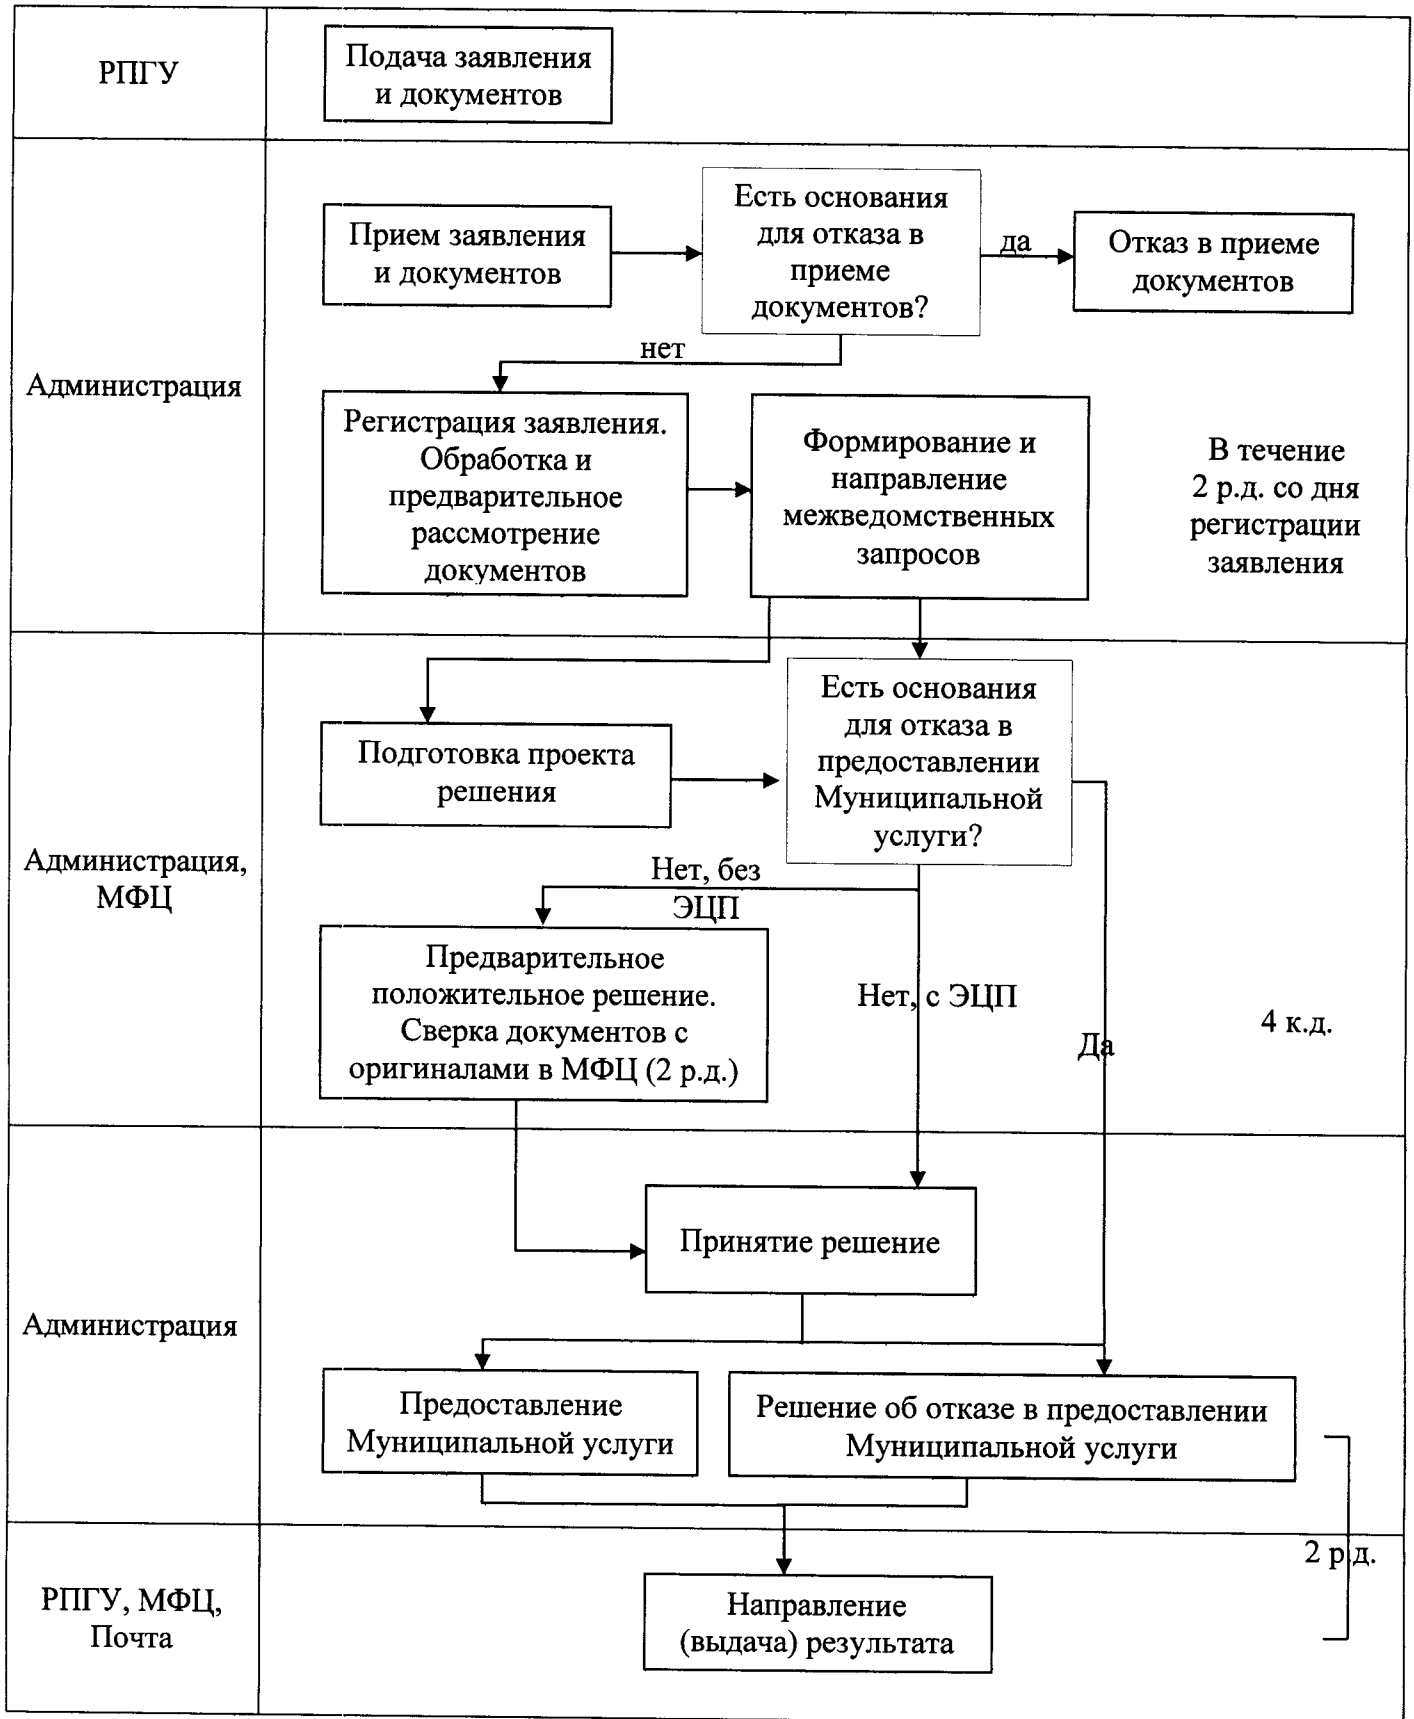 РПГУ
Подача заявления
и документов
Администрация
Прием заявления
и документов
Есть основания
для отказа в
приеме
документов?
да
Отказ в приеме
документов
нет
Регистрация заявления.
Обработка и
предварительное
рассмотрение
документов
Формирование и
направление
межведомственных
запросов
В течение
2 р.д. со дня
регистрации
заявления
Администрация,
МФЦ
Подготовка проекта
решения
Есть основания
для отказа в
предоставлении
Муниципальной
услуги?
Нет, без
ЭЦП
Предварительное
положительное решение.
Сверка документов с
оригиналами в МФЦ (2 р.д.)
Нет, с ЭЦП
Да
4 к.д.
Администрация
Принятие решение
Предоставление
Муниципальной услуги
Решение об отказе в предоставлении
Муниципальной услуги
2 р.д.
РПГУ, МФЦ,
Почта
Направление
(выдача) результата